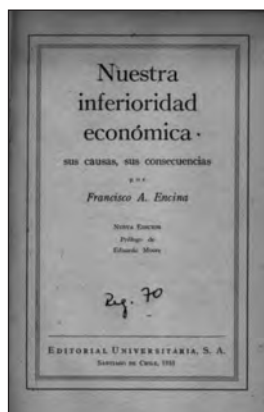 Nuestra
inferioridad
económica
sus causas, sus consecuencias
por
Francisco A. Encina
NUEVA EDICION
Prólogo de
Eduardo Moore
Reg. 70
EDITORIAL UNIVERSITARIA, S. A.
SANTIAGO DE CHILE, 1955